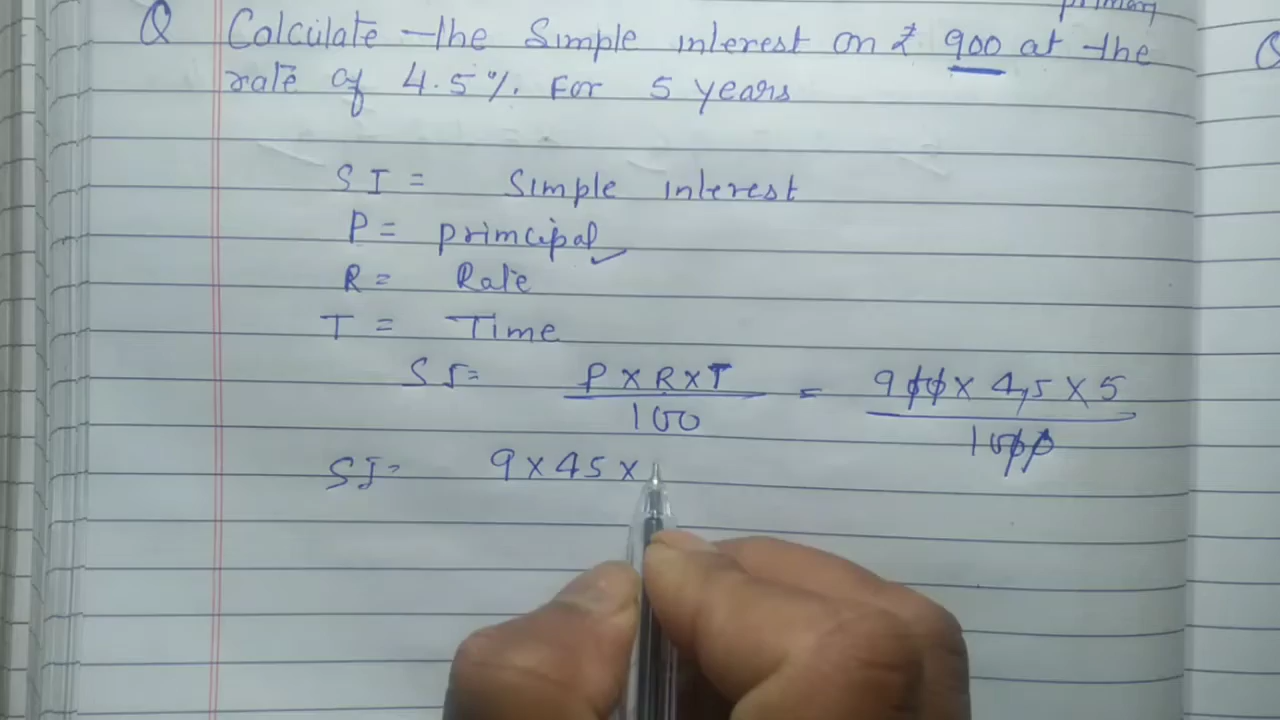 Q Calculate the Simple interest on ₹ 900 at the
rate of 4.5% For 5 years
SI = Simple interest
P = principal
R = Rate
T = Time
SI = P X R X T / 100 = 900 X 4,5 X 5 / 1000
SI = 9 X 45 X